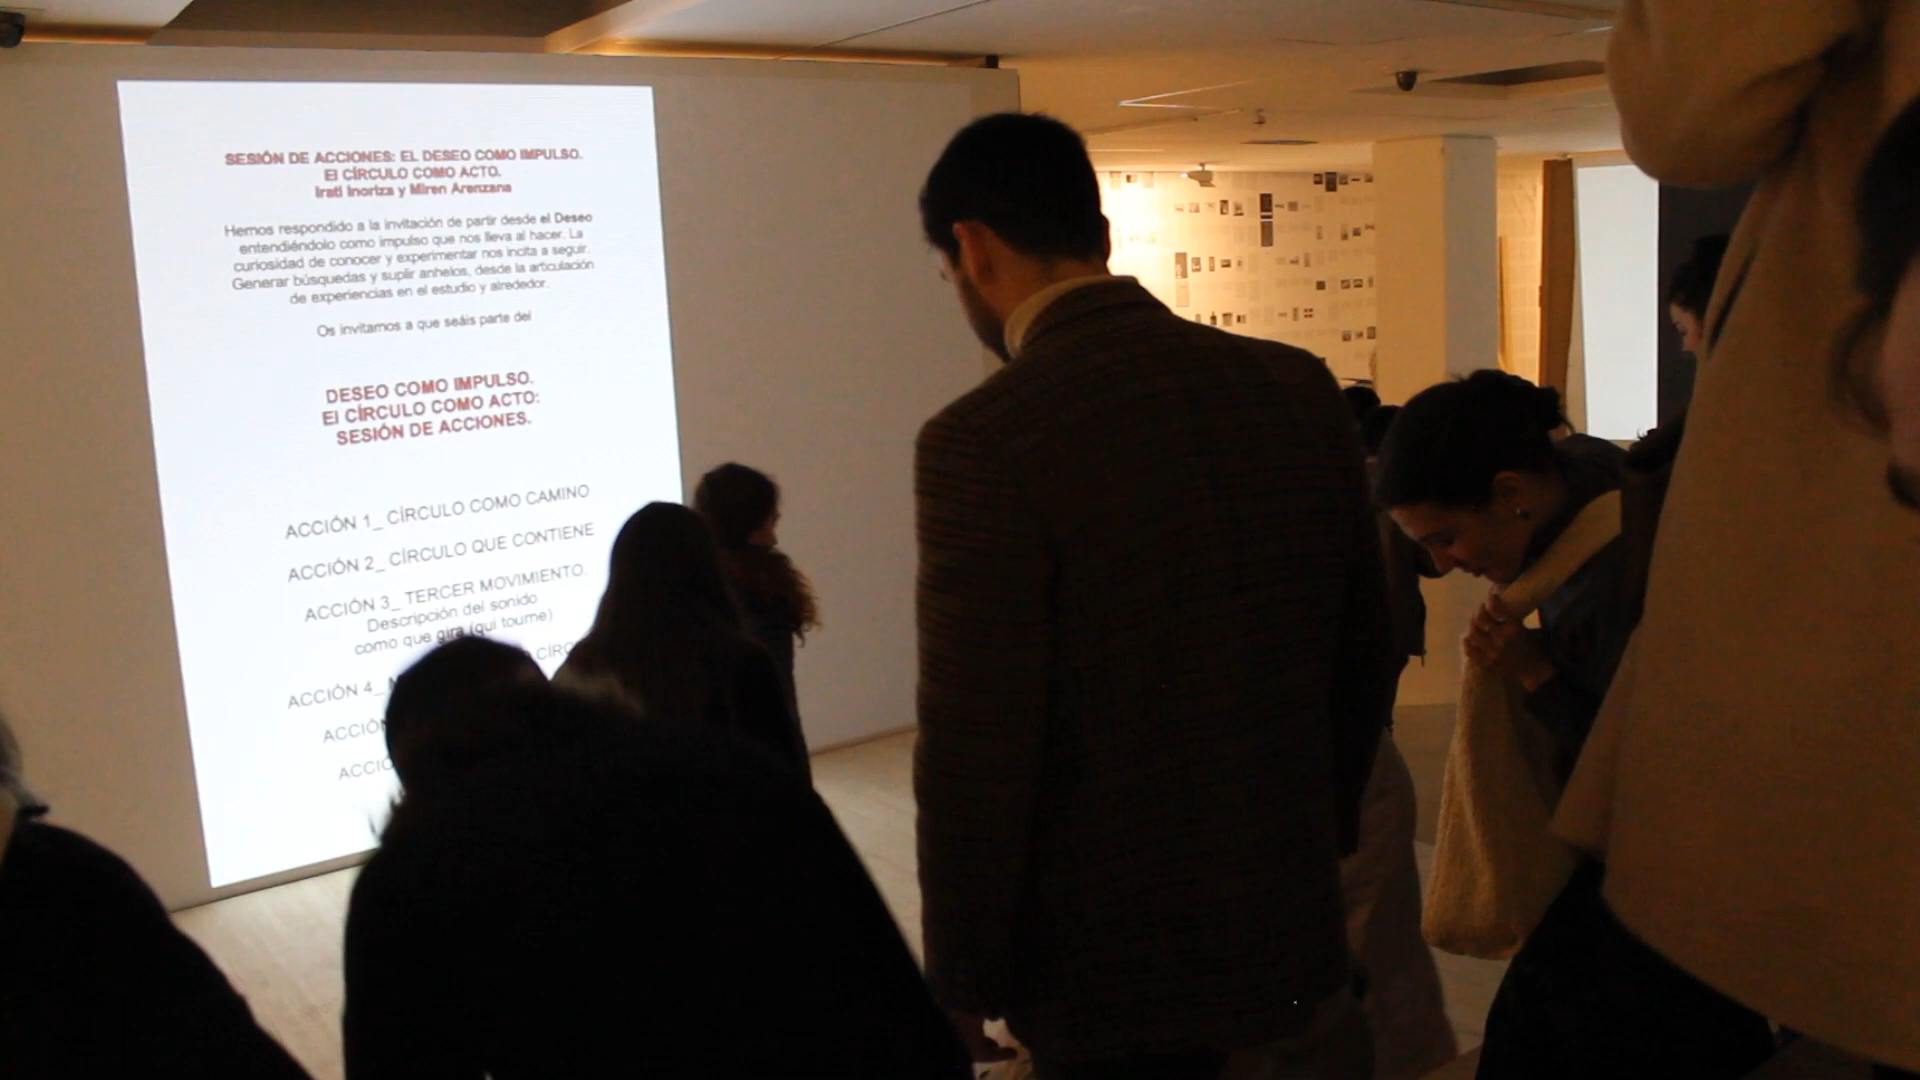 SESIÓN DE ACCIONES: EL DESEO COMO IMPULSO.
El CÍRCULO COMO ACTO.
Irati Inoriza y Miren Arenzana
Hemos respondido a la invitación de partir desde el Deseo
entendiéndolo como impulso que nos lleva al hacer. La
curiosidad de conocer y experimentar nos incita a seguir.
Generar búsquedas y suplir anhelos, desde la articulación
de experiencias en el estudio y alrededor.
Os invitamos a que seáis parte del
DESEO COMO IMPULSO.
El CÍRCULO COMO ACTO:
SESIÓN DE ACCIONES.
ACCIÓN 1_ CÍRCULO COMO CAMINO
ACCIÓN 2_ CÍRCULO QUE CONTIENE
ACCIÓN 3_ TERCER MOVIMIENTO.
Descripción del sonido
como que gira (qui tourne)
ACCIÓN 4_
ACCIÓN